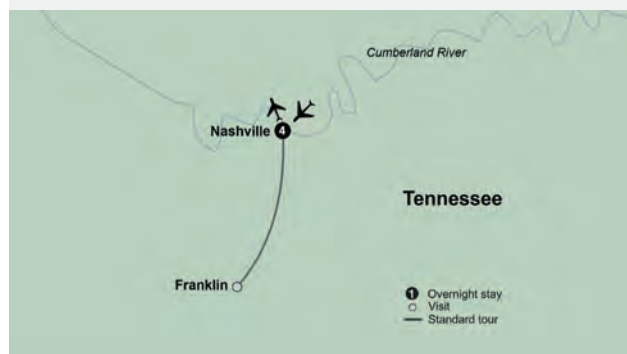 Cumberland River
Nashville 4
Tennessee
Franklin
1 Overnight stay
Visit
Standard tour